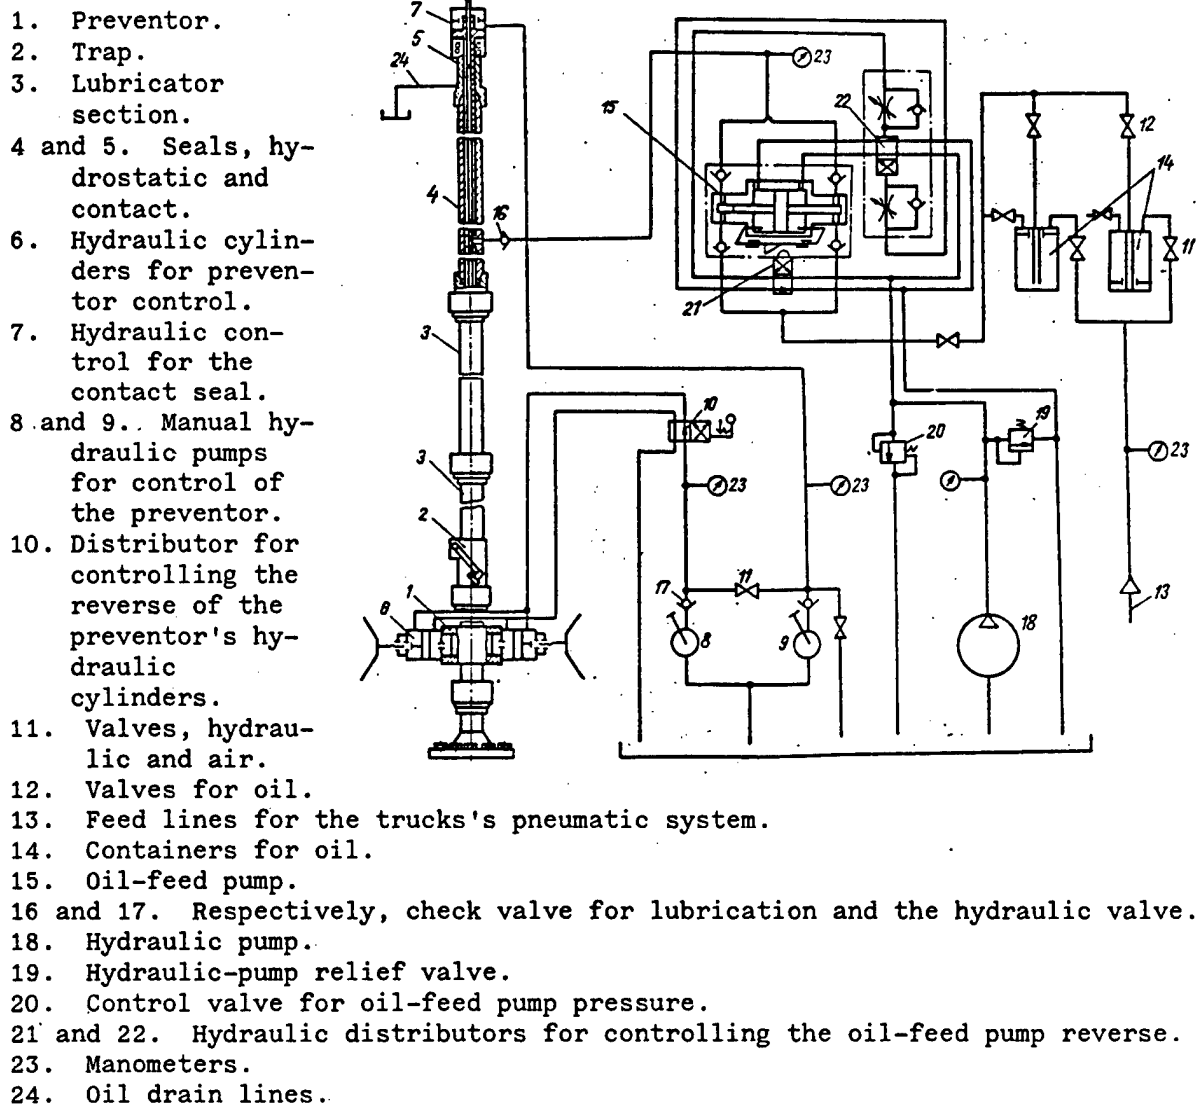 1. Preventor.
2. Trap.
3. Lubricator
section.
4 and 5. Seals, hy-
drostatic and
contact.
6. Hydraulic cylin-
ders for preven-
tor control.
7. Hydraulic con-
trol for the
contact seal.
8 and 9.. Manual hy-
draulic pumps
for control of
the preventor.
10. Distributor for
controlling the
reverse of the
preventor's hy-
draulic
cylinders.
11. Valves, hydrau-
lic and air.
12. Valves for oil.
13. Feed lines for the trucks's pneumatic system.
14. Containers for oil.
15. Oil-feed pump.
16 and 17. Respectively, check valve for lubrication and the hydraulic valve.
18. Hydraulic pump.
19. Hydraulic-pump relief valve.
20. Control valve for oil-feed pump pressure.
21 and 22. Hydraulic distributors for controlling the oil-feed pump reverse.
23. Manometers.
24. Oil drain lines.
7
5
24
4
16
3
3
2
1
8
15
23
22
21
12
14
11
10
23
23
20
19
23
17
11
8
9
18
13